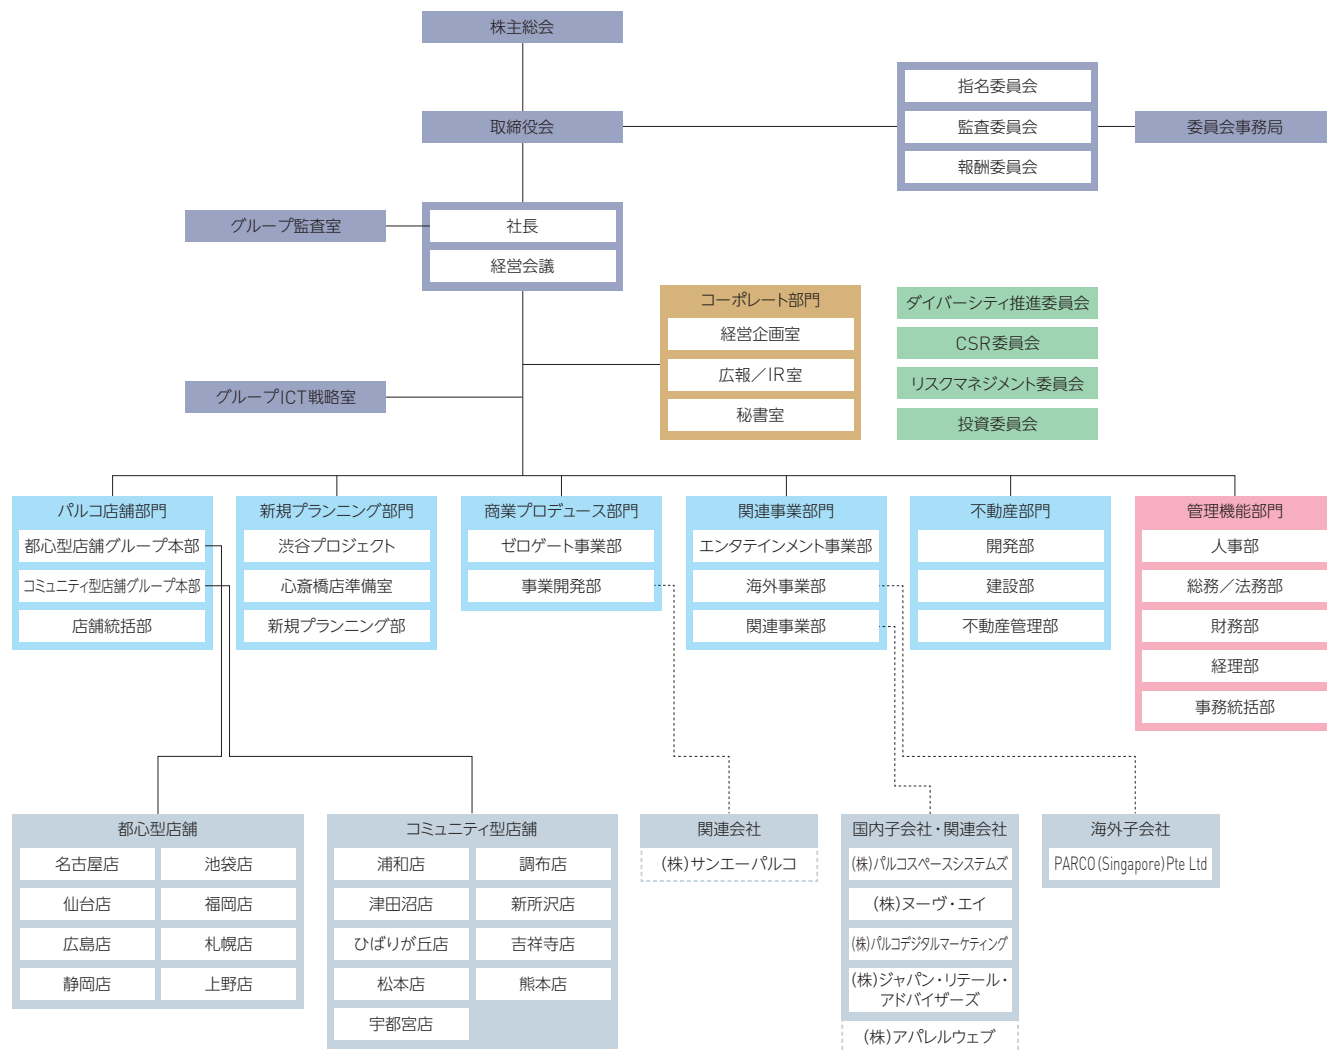 株主総会
取締役会
指名委員会
監査委員会
報酬委員会
委員会事務局
グループ監査室
社長
経営会議
コーポレート部門
経営企画室
広報／IR室
秘書室
ダイバーシティ推進委員会
CSR委員会
リスクマネジメント委員会
投資委員会
グループICT戦略室
パルコ店舗部門
都心型店舗グループ本部
コミュニティ型店舗グループ本部
店舗統括部
新規プランニング部門
渋谷プロジェクト
心斎橋店準備室
新規プランニング部
商業プロデュース部門
ゼロゲート事業部
事業開発部
関連事業部門
エンタテインメント事業部
海外事業部
関連事業部
不動産部門
開発部
建設部
不動産管理部
管理機能部門
人事部
総務／法務部
財務部
経理部
事務統括部
都心型店舗
名古屋店
池袋店
仙台店
福岡店
広島店
札幌店
静岡店
上野店
コミュニティ型店舗
浦和店
調布店
津田沼店
新所沢店
ひばりが丘店
吉祥寺店
松本店
熊本店
宇都宮店
関連会社
(株)サンエーパルコ
国内子会社・関連会社
(株)パルコスペースシステムズ
(株)ヌーヴ・エイ
(株)パルコデジタルマーケティング
(株)ジャパン・リテール・
アドバイザーズ
(株)アパレルウェブ
海外子会社
PARCO(Singapore)Pte Ltd